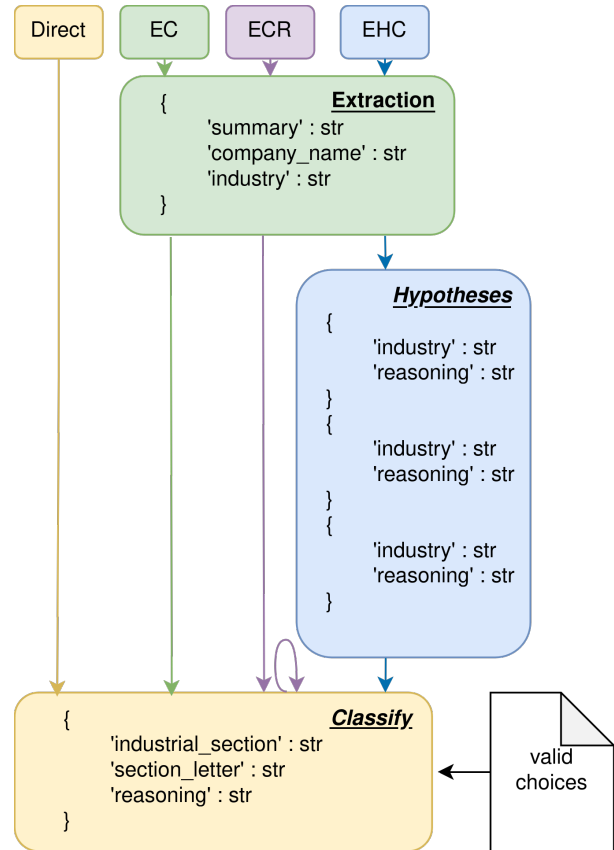 Direct
EC
ECR
EHC
Extraction
{
'summary' : str
'company_name' : str
'industry' : str
}
Hypotheses
{
'industry' : str
'reasoning' : str
}
{
'industry' : str
'reasoning' : str
}
{
'industry' : str
'reasoning' : str
}
Classify
{
'industrial_section' : str
'section_letter' : str
'reasoning' : str
}
valid
choices